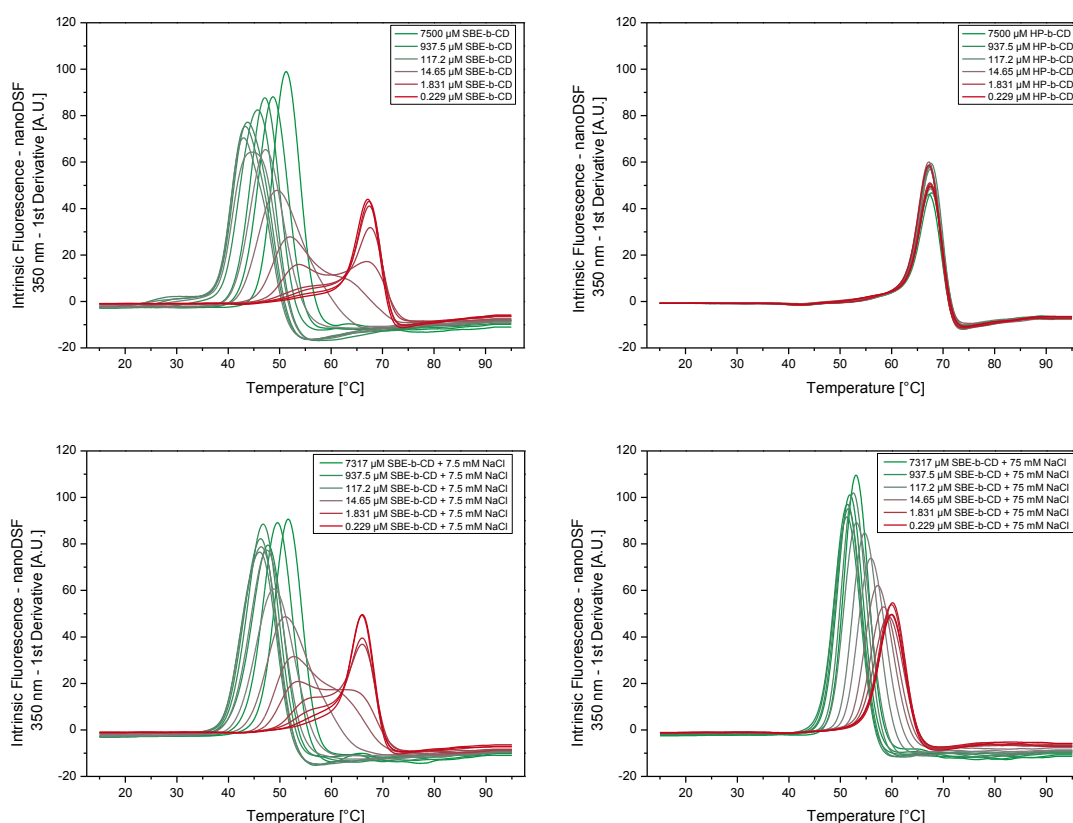 7500 µM SBE-b-CD
937.5 µM SBE-b-CD
117.2 µM SBE-b-CD
14.65 µM SBE-b-CD
1.831 µM SBE-b-CD
0.229 µM SBE-b-CD
Intrinsic Fluorescence - nanoDSF
350 nm - 1st Derivative [A.U.]
120
100
80
60
40
20
0
-20
20 30 40 50 60 70 80 90
Temperature [°C]
7500 µM HP-b-CD
937.5 µM HP-b-CD
117.2 µM HP-b-CD
14.65 µM HP-b-CD
1.831 µM HP-b-CD
0.229 µM HP-b-CD
Intrinsic Fluorescence - nanoDSF
350 nm - 1st Derivative [A.U.]
120
100
80
60
40
20
0
-20
20 30 40 50 60 70 80 90
Temperature [°C]
7317 µM SBE-b-CD + 7.5 mM NaCl
937.5 µM SBE-b-CD + 7.5 mM NaCl
117.2 µM SBE-b-CD + 7.5 mM NaCl
14.65 µM SBE-b-CD + 7.5 mM NaCl
1.831 µM SBE-b-CD + 7.5 mM NaCl
0.229 µM SBE-b-CD + 7.5 mM NaCl
Intrinsic Fluorescence - nanoDSF
350 nm - 1st Derivative [A.U.]
120
100
80
60
40
20
0
-20
20 30 40 50 60 70 80 90
Temperature [°C]
7317 µM SBE-b-CD + 75 mM NaCl
937.5 µM SBE-b-CD + 75 mM NaCl
117.2 µM SBE-b-CD + 75 mM NaCl
14.65 µM SBE-b-CD + 75 mM NaCl
1.831 µM SBE-b-CD + 75 mM NaCl
0.229 µM SBE-b-CD + 75 mM NaCl
Intrinsic Fluorescence - nanoDSF
350 nm - 1st Derivative [A.U.]
120
100
80
60
40
20
0
-20
20 30 40 50 60 70 80 90
Temperature [°C]